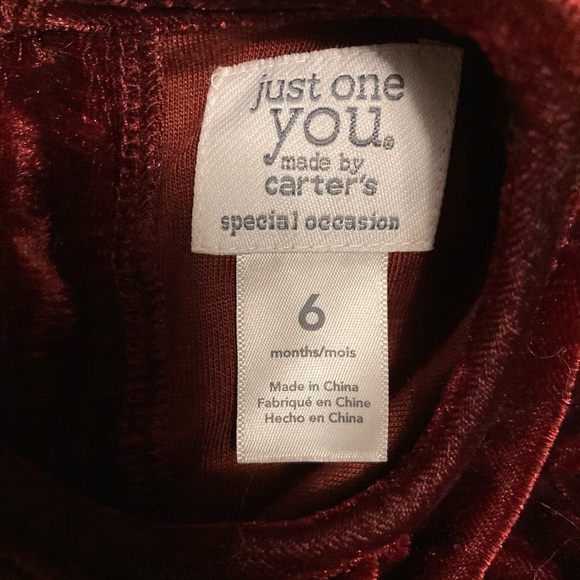 just one
you®
made by
carter's
special occasion
6
months/mois
Made in China
Fabriqué en Chine
Hecho en China